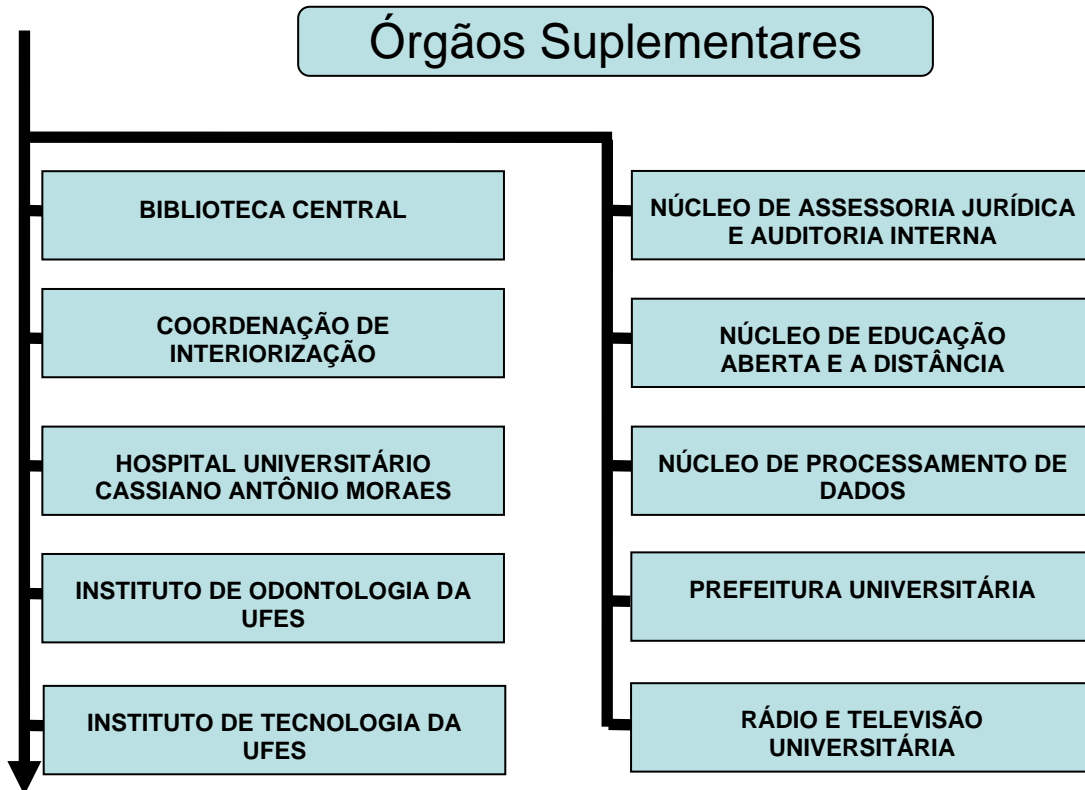 Órgãos Suplementares
BIBLIOTECA CENTRAL
COORDENAÇÃO DE
INTERIORIZAÇÃO
HOSPITAL UNIVERSITÁRIO
CASSIANO ANTÔNIO MORAES
INSTITUTO DE ODONTOLOGIA DA
UFES
INSTITUTO DE TECNOLOGIA DA
UFES
NÚCLEO DE ASSESSORIA JURÍDICA
E AUDITORIA INTERNA
NÚCLEO DE EDUCAÇÃO
ABERTA E A DISTÂNCIA
NÚCLEO DE PROCESSAMENTO DE
DADOS
PREFEITURA UNIVERSITÁRIA
RÁDIO E TELEVISÃO
UNIVERSITÁRIA